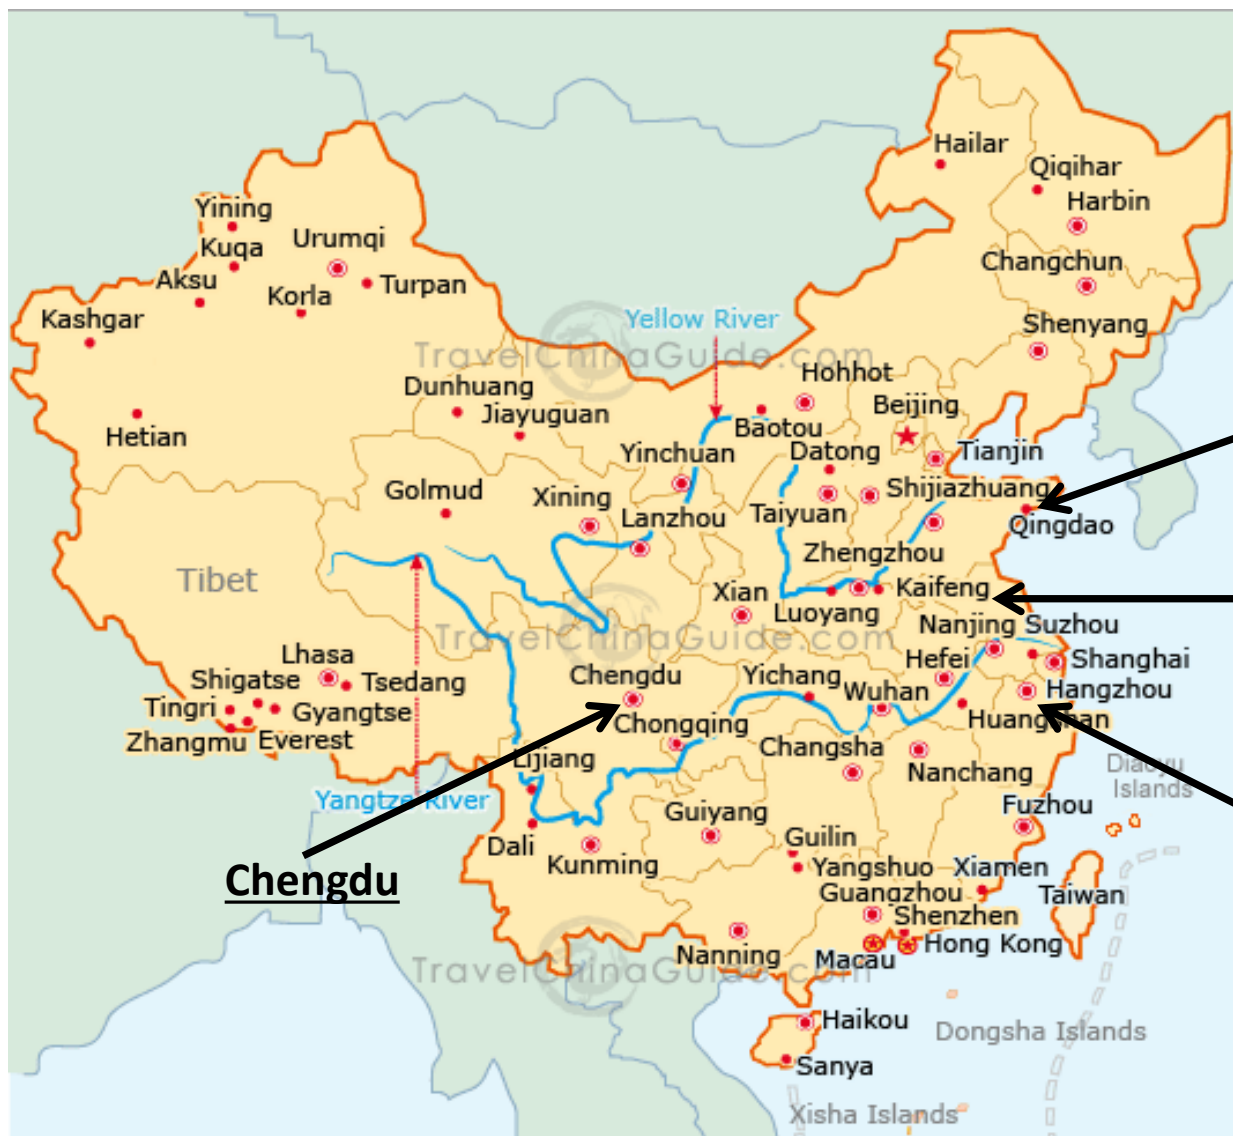 Hailar
Qiqihar
Harbin
Yining
Kuqa
Urumqi
Aksu
Korla
Turpan
Changchun
Kashgar
Yellow River
Shenyang
TravelChinaGuide.com
Hohhot
Dunhuang
Jiayuguan
Beijing
Hetian
Baotou
Yinchuan
Datong
Tianjin
Golmud
Xining
Lanzhou
Taiyuan
Shijiazhuang
Qingdao
Zhengzhou
Tibet
Xian
Luoyang
Kaifeng
TravelChinaGuide.com
Nanjing
Suzhou
Lhasa
Chengdu
Yichang
Hefei
Shanghai
Shigatse
Tsedang
Wuhan
Hangzhou
Tingri
Gyangtse
Chongqing
Huangshan
Zhangmu
Everest
Changsha
Lijiang
Nanchang
Diaoyu
Islands
Yangtze River
Guiyang
Fuzhou
Dali
Kunming
Guilin
Yangshuo
Xiamen
Chengdu
Guangzhou
Taiwan
Shenzhen
Nanning
Macau
Hong Kong
TravelChinaGuide.com
Haikou
Dongsha Islands
Sanya
Xisha Islands